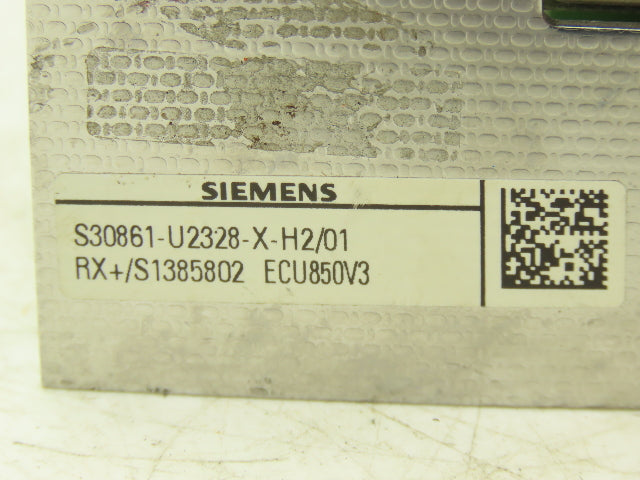 SIEMENS
S30861-U2328-X-H2/01
RX+/S1385802 ECU850V3